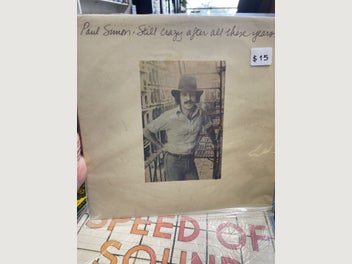 Paul Simon · Still crazy after all these years
$15
SPEED OF
SOUND